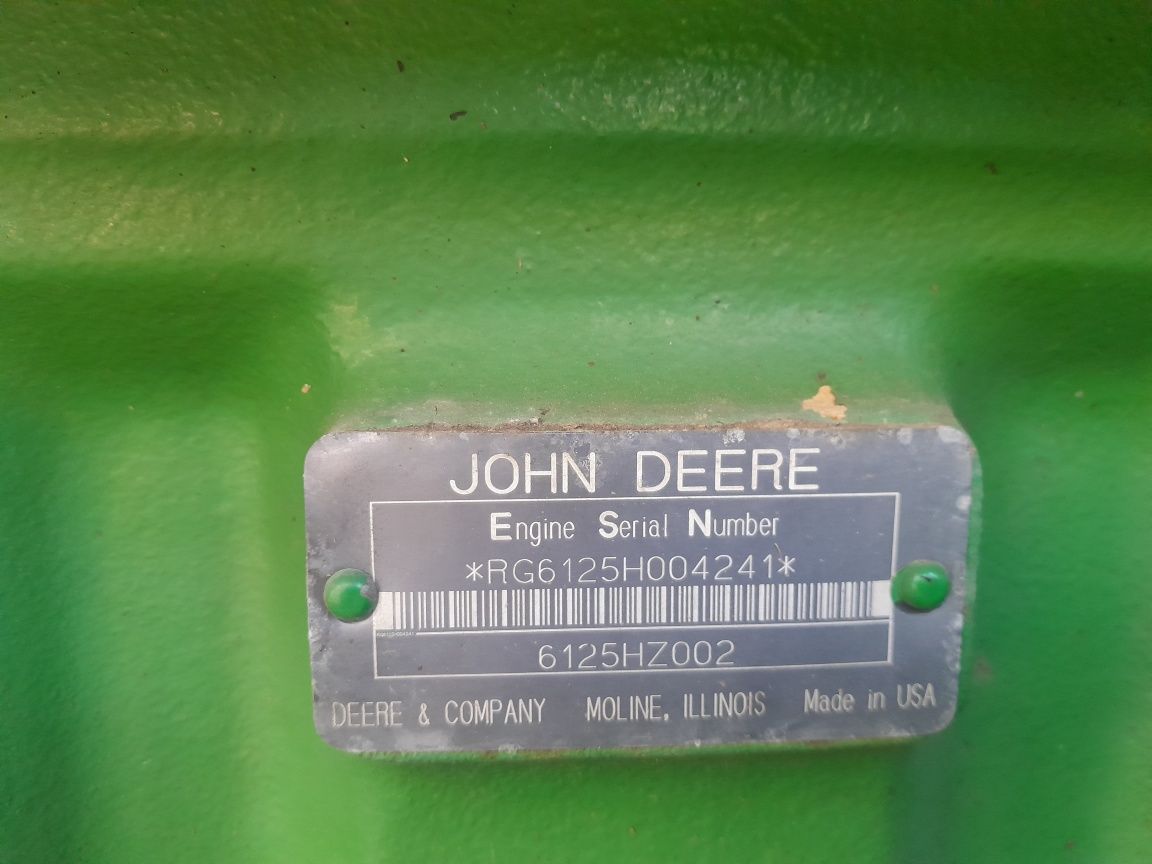 JOHN DEERE
Engine Serial Number
*RG6125H004241*
6125HZ002
DEERE & COMPANY MOLINE, ILLINOIS Made in USA